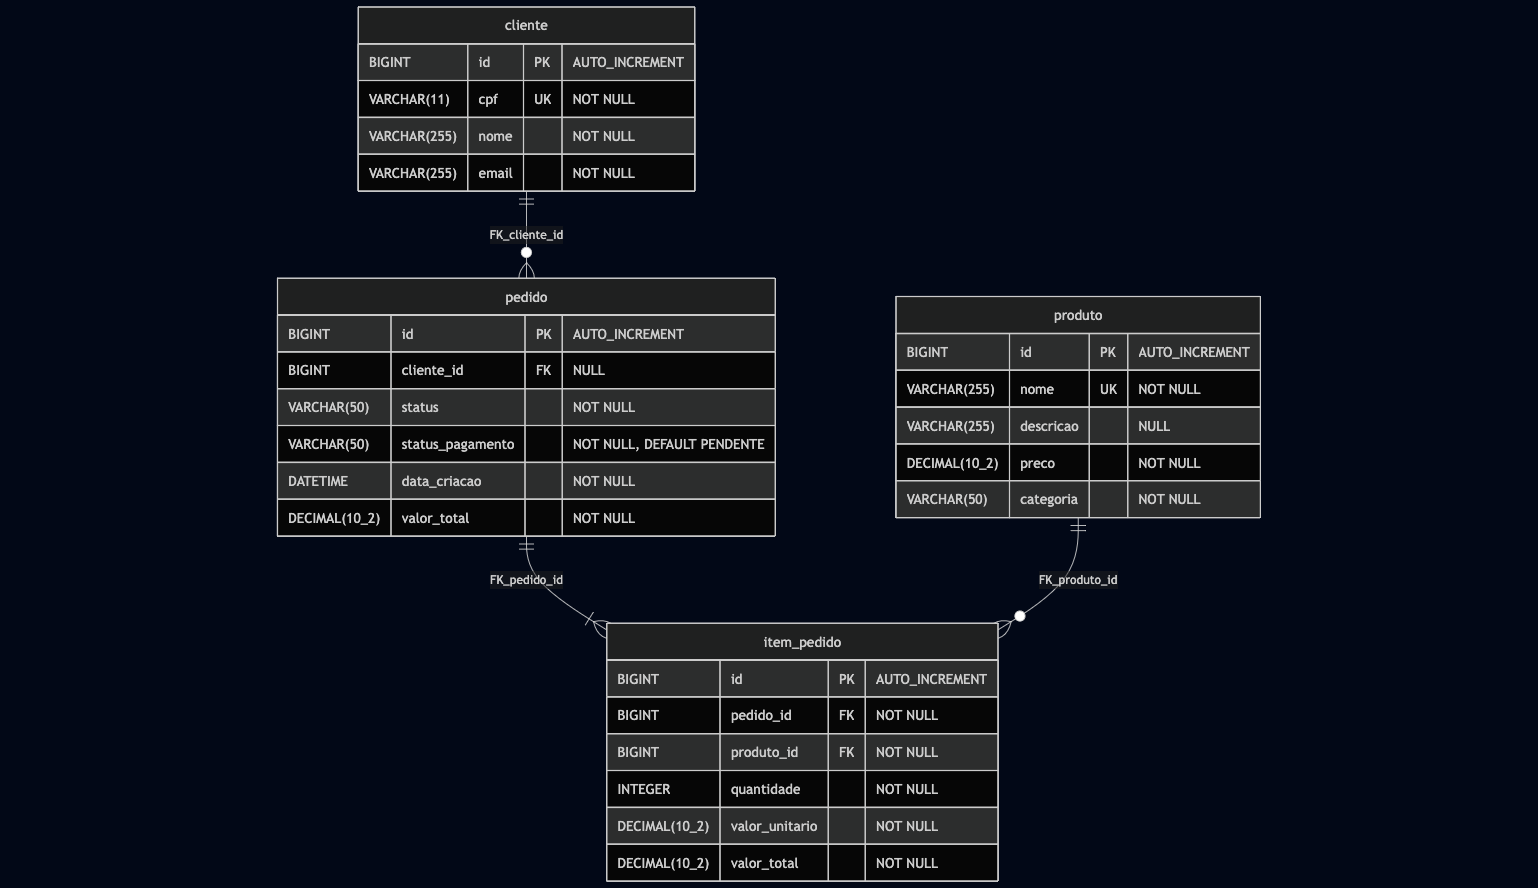 cliente
BIGINT id PK AUTO_INCREMENT
VARCHAR(11) cpf UK NOT NULL
VARCHAR(255) nome NOT NULL
VARCHAR(255) email NOT NULL
FK_cliente_id
pedido
BIGINT id PK AUTO_INCREMENT
BIGINT cliente_id FK NULL
VARCHAR(50) status NOT NULL
VARCHAR(50) status_pagamento NOT NULL, DEFAULT PENDENTE
DATETIME data_criacao NOT NULL
DECIMAL(10_2) valor_total NOT NULL
produto
BIGINT id PK AUTO_INCREMENT
VARCHAR(255) nome UK NOT NULL
VARCHAR(255) descricao NULL
DECIMAL(10_2) preco NOT NULL
VARCHAR(50) categoria NOT NULL
FK_pedido_id
FK_produto_id
item_pedido
BIGINT id PK AUTO_INCREMENT
BIGINT pedido_id FK NOT NULL
BIGINT produto_id FK NOT NULL
INTEGER quantidade NOT NULL
DECIMAL(10_2) valor_unitario NOT NULL
DECIMAL(10_2) valor_total NOT NULL